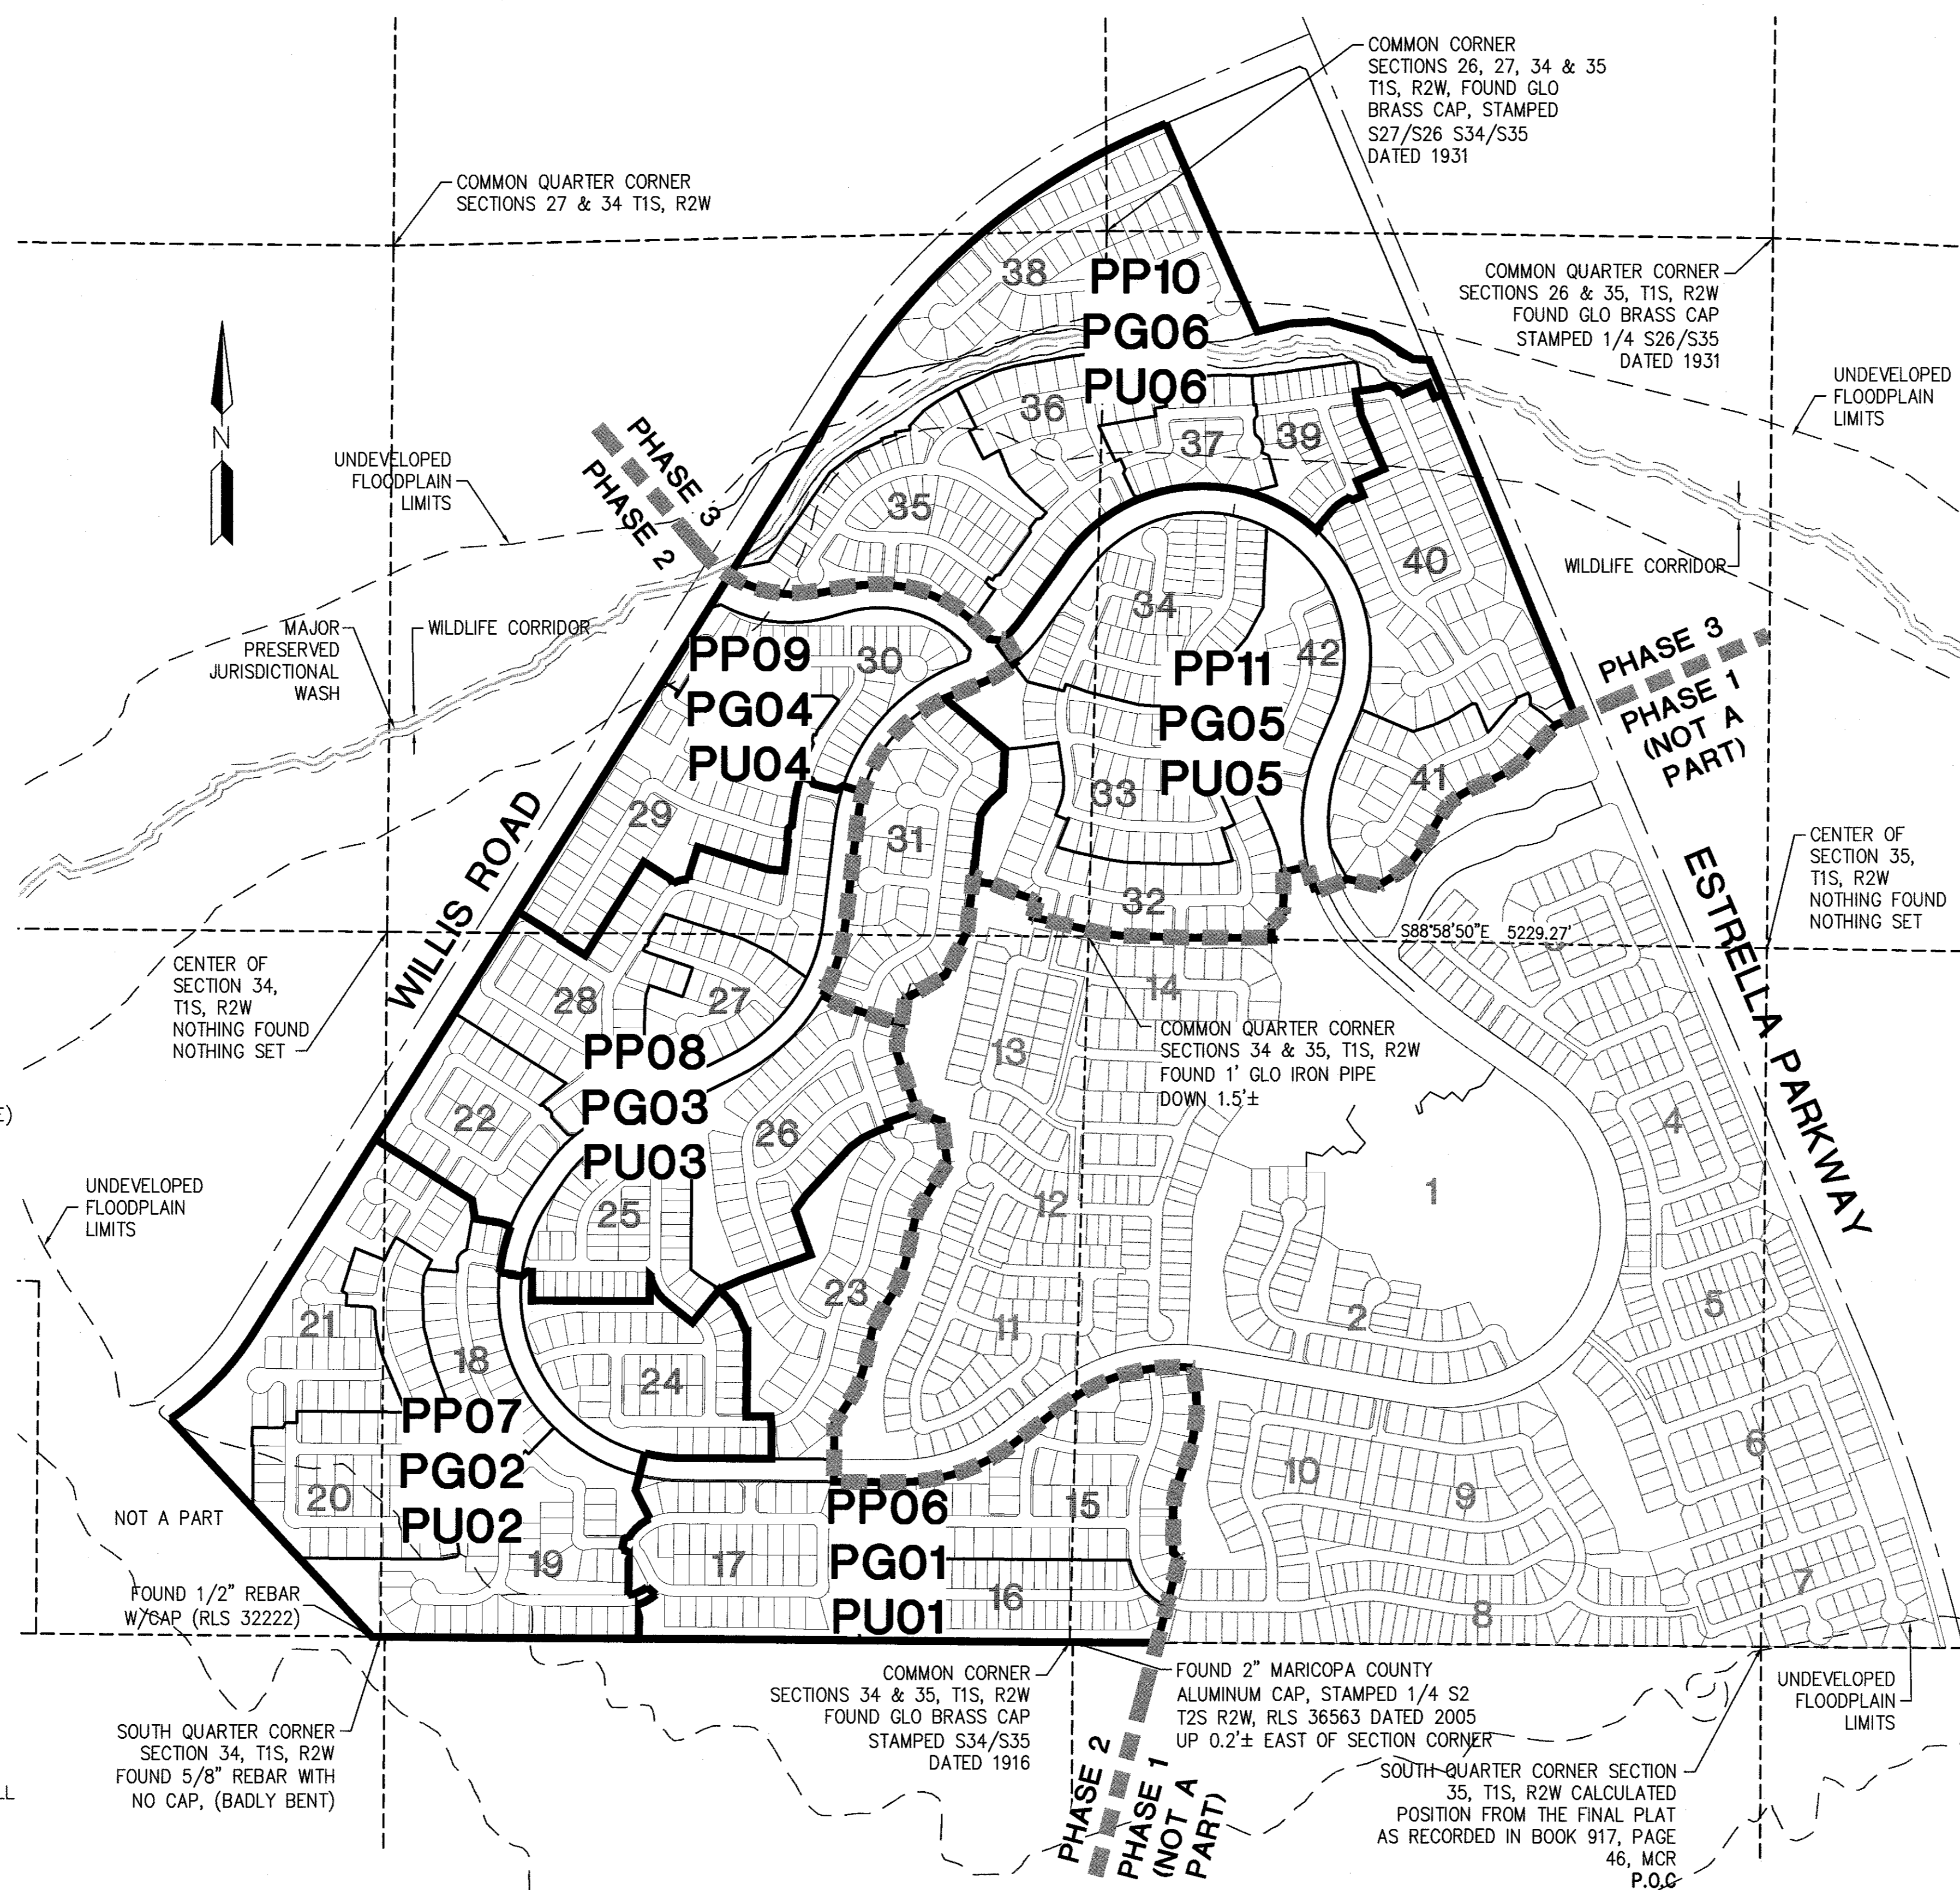 COMMON CORNER
SECTIONS 26, 27, 34 & 35
T1S, R2W, FOUND GLO
BRASS CAP, STAMPED
S27/S26 S34/S35
DATED 1931
COMMON QUARTER CORNER
SECTIONS 27 & 34 T1S, R2W
COMMON QUARTER CORNER
SECTIONS 26 & 35, T1S, R2W
FOUND GLO BRASS CAP
STAMPED 1/4 S26/S35
DATED 1931
UNDEVELOPED
FLOODPLAIN
LIMITS
38
PP10
PG06
PU06
36
37
39
N
PHASE 3
PHASE 2
UNDEVELOPED
FLOODPLAIN
LIMITS
35
40
WILDLIFE CORRIDOR
34
MAJOR
PRESERVED
JURISDICTIONAL
WASH
WILDLIFE CORRIDOR
PP09
PG04
PU04
30
PP11
PG05
PU05
42
PHASE 3
PHASE 1
(NOT A
PART)
29
31
33
41
WILLIS ROAD
ESTRELLA PARKWAY
CENTER OF
SECTION 35,
T1S, R2W
NOTHING FOUND
NOTHING SET
32
S88°58'50"E 5229.27'
CENTER OF
SECTION 34,
T1S, R2W
NOTHING FOUND
NOTHING SET
28
27
14
13
COMMON QUARTER CORNER
SECTIONS 34 & 35, T1S, R2W
FOUND 1' GLO IRON PIPE
DOWN 1.5'±
PP08
PG03
PU03
22
26
4
E)
UNDEVELOPED
FLOODPLAIN
LIMITS
25
12
1
23
2
5
21
18
11
24
PP07
PG02
PU02
20
10
9
6
NOT A PART
PP06
PG01
PU01
15
19
17
16
8
7
FOUND 1/2" REBAR
W/CAP (RLS 32222)
COMMON CORNER
SECTIONS 34 & 35, T1S, R2W
FOUND GLO BRASS CAP
STAMPED S34/S35
DATED 1916
FOUND 2" MARICOPA COUNTY
ALUMINUM CAP, STAMPED 1/4 S2
T2S R2W, RLS 36563 DATED 2005
UP 0.2'± EAST OF SECTION CORNER
UNDEVELOPED
FLOODPLAIN
LIMITS
SOUTH QUARTER CORNER
SECTION 34, T1S, R2W
FOUND 5/8" REBAR WITH
NO CAP, (BADLY BENT)
LL
PHASE 2
PHASE 1
(NOT A
PART)
SOUTH QUARTER CORNER SECTION
35, T1S, R2W CALCULATED
POSITION FROM THE FINAL PLAT
AS RECORDED IN BOOK 917, PAGE
46, MCR
P.O.C